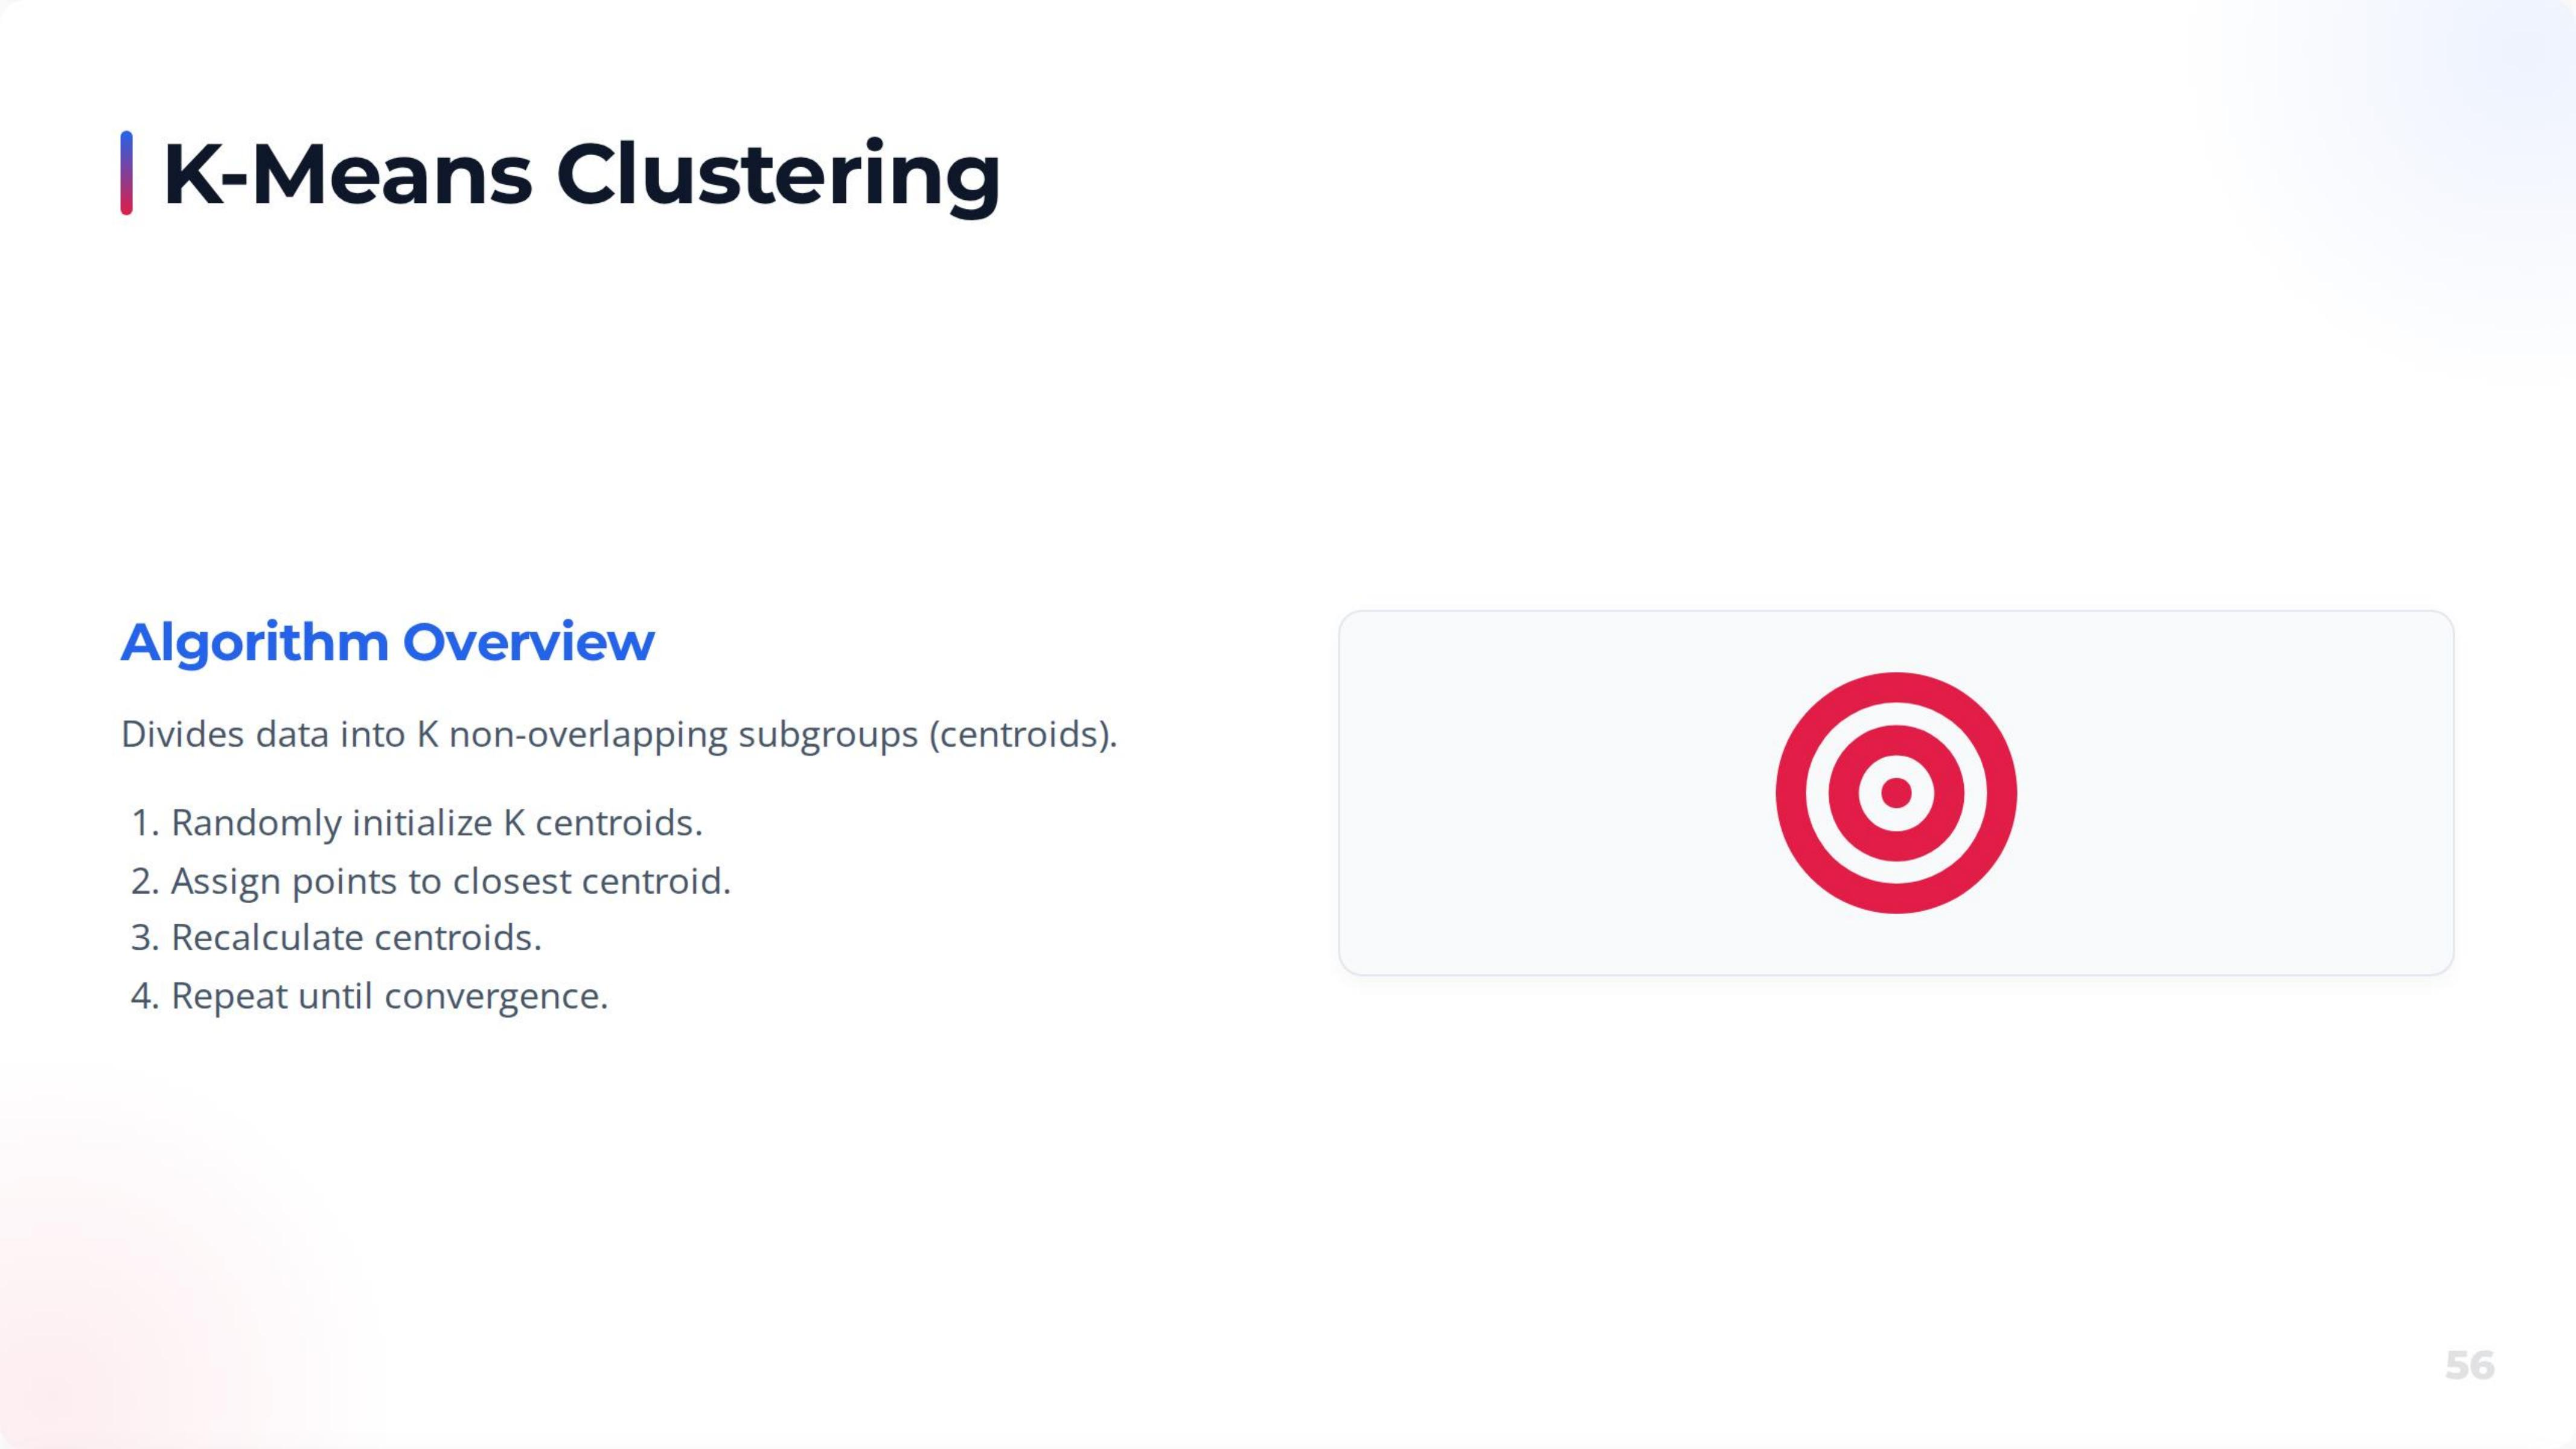 K-Means Clustering
Algorithm Overview
Divides data into K non-overlapping subgroups (centroids).
1. Randomly initialize K centroids.
2. Assign points to closest centroid.
3. Recalculate centroids.
4. Repeat until convergence.
56